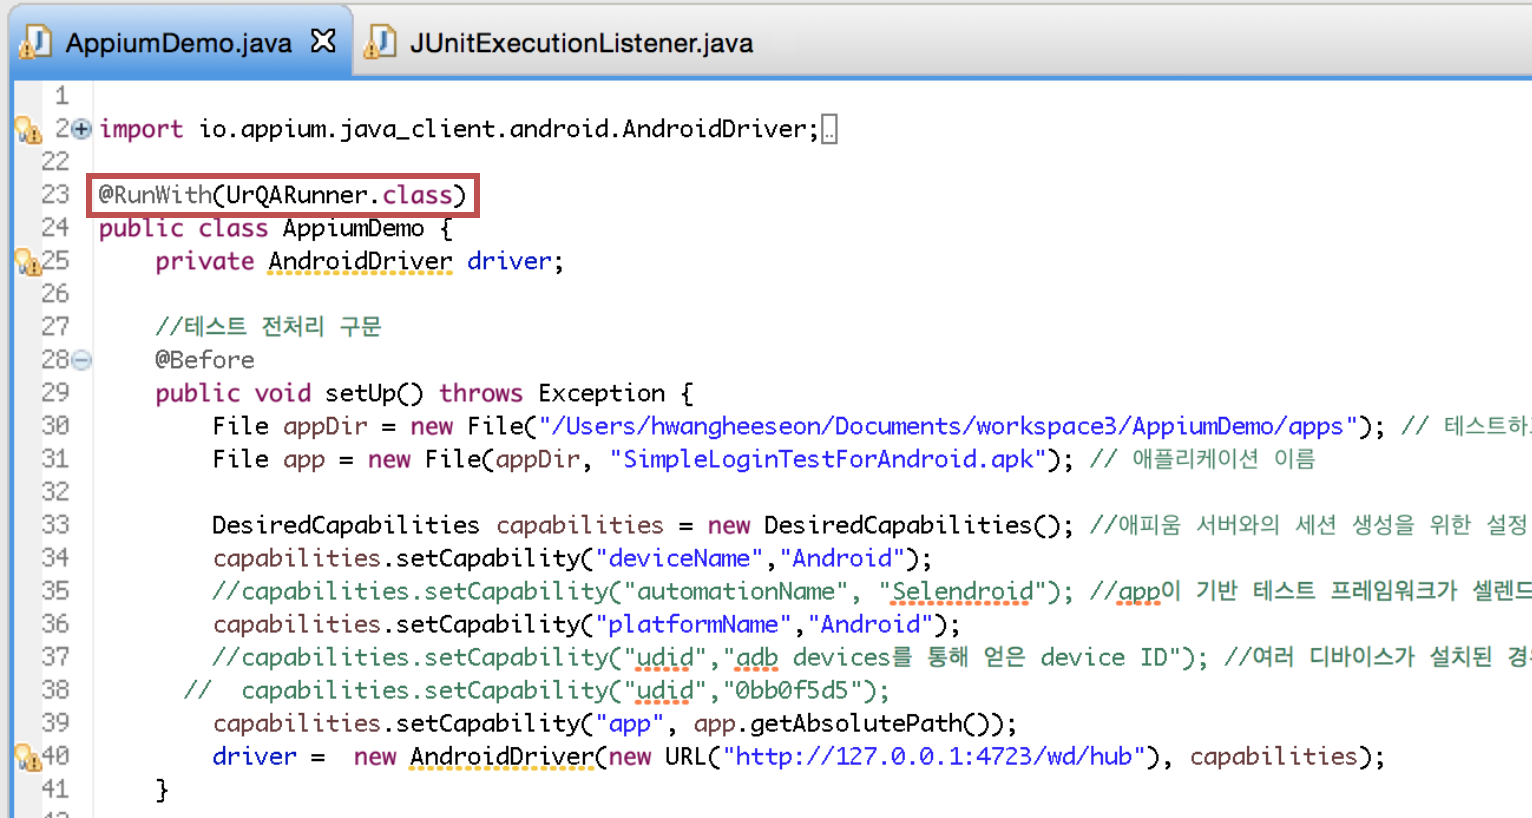 AppiumDemo.java JUnitExecutionListener.java
1
2 import io.appium.java_client.android.AndroidDriver;
22
23 @RunWith(UrQARunner.class)
24 public class AppiumDemo {
25 private AndroidDriver driver;
26
27 //테스트 전처리 구문
28 @Before
29 public void setUp() throws Exception {
30 File appDir = new File("/Users/hwangheeseon/Documents/workspace3/AppiumDemo/apps"); // 테스트하
31 File app = new File(appDir, "SimpleLoginTestForAndroid.apk"); // 애플리케이션 이름
32
33 DesiredCapabilities capabilities = new DesiredCapabilities(); //애피움 서버와의 세션 생성을 위한 설정
34 capabilities.setCapability("deviceName","Android");
35 //capabilities.setCapability("automationName", "Selendroid"); //app이 기반 테스트 프레임워크가 셀렌드
36 capabilities.setCapability("platformName","Android");
37 //capabilities.setCapability("udid","adb devices를 통해 얻은 device ID"); //여러 디바이스가 설치된 경
38 // capabilities.setCapability("udid","0bb0f5d5");
39 capabilities.setCapability("app", app.getAbsolutePath());
40 driver = new AndroidDriver(new URL("http://127.0.0.1:4723/wd/hub"), capabilities);
41 }